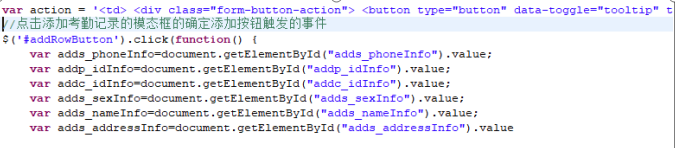 var action = '<td> <div class="form-button-action"> <button type="button" data-toggle="tooltip" t
//点击添加考勤记录的模态框的确定添加按钮触发的事件
$('#addRowButton').click(function() {
var adds_phoneInfo=document.getElementById("adds_phoneInfo").value;
var addp_idInfo=document.getElementById("addp_idInfo").value;
var addc_idInfo=document.getElementById("addc_idInfo").value;
var adds_sexInfo=document.getElementById("adds_sexInfo").value;
var adds_nameInfo=document.getElementById("adds_nameInfo").value;
var adds_addressInfo=document.getElementById("adds_addressInfo").value